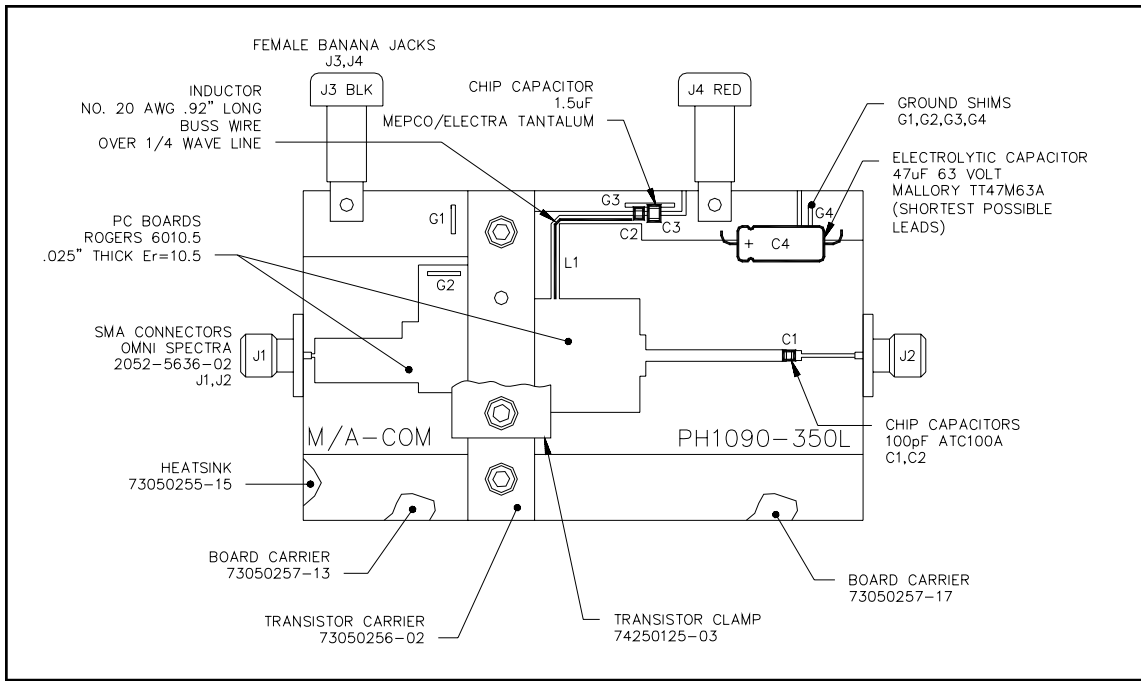 FEMALE BANANA JACKS
J3,J4
J3 BLK
INDUCTOR
NO. 20 AWG .92" LONG
BUSS WIRE
OVER 1/4 WAVE LINE
CHIP CAPACITOR
1.5uF
MEPCO/ELECTRA TANTALUM
J4 RED
GROUND SHIMS
G1,G2,G3,G4
ELECTROLYTIC CAPACITOR
47uF 63 VOLT
MALLORY TT47M63A
(SHORTEST POSSIBLE
LEADS)
PC BOARDS
ROGERS 6010.5
.025" THICK Er=10.5
G1
G2
G3
C2
C3
G4
+
C4
L1
SMA CONNECTORS
OMNI SPECTRA
2052-5636-02
J1,J2
J1
C1
J2
M/A-COM
PH1090-350L
CHIP CAPACITORS
100pF ATC100A
C1,C2
HEATSINK
73050255-15
BOARD CARRIER
73050257-13
TRANSISTOR CARRIER
73050256-02
TRANSISTOR CLAMP
74250125-03
BOARD CARRIER
73050257-17